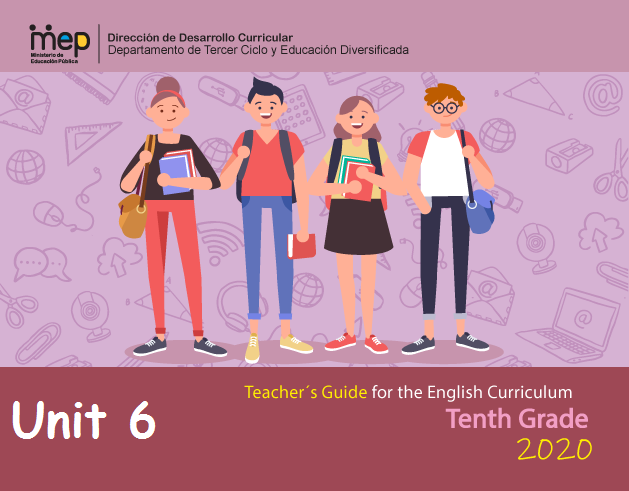 mep
Ministerio de
Educación Pública
Dirección de Desarrollo Curricular
Departamento de Tercer Ciclo y Educación Diversificada
Teacher´s Guide for the English Curriculum
Unit 6
Tenth Grade
2020